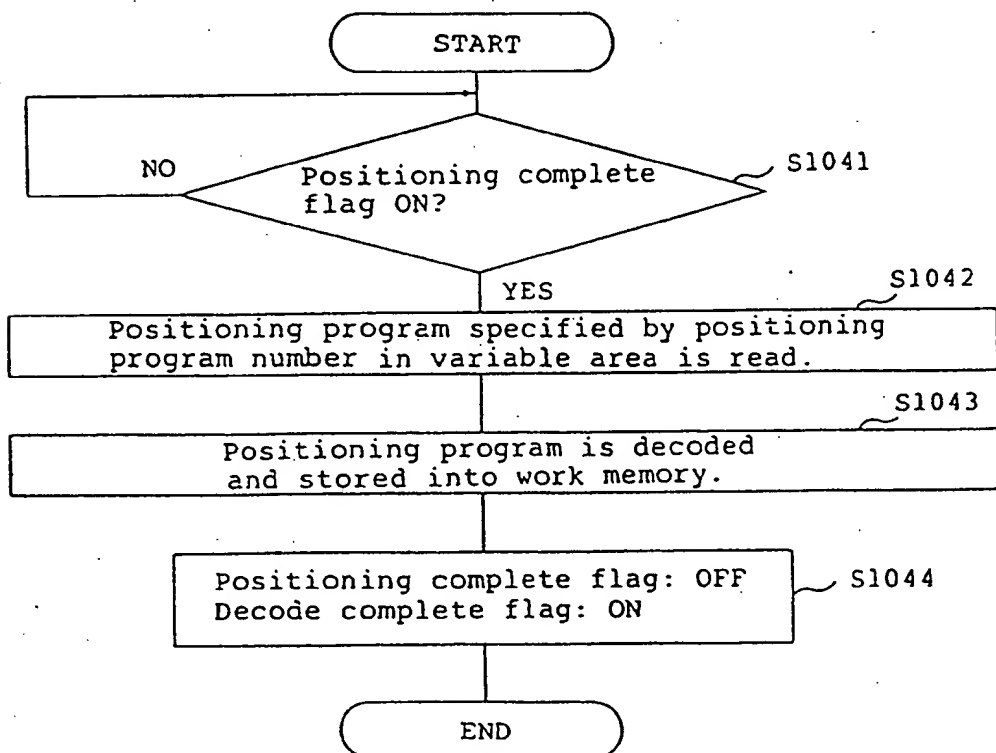 START
NO
Positioning complete
flag ON?
S1041
YES
S1042
Positioning program specified by positioning
program number in variable area is read.
S1043
Positioning program is decoded
and stored into work memory.
Positioning complete flag: OFF
Decode complete flag: ON
S1044
END